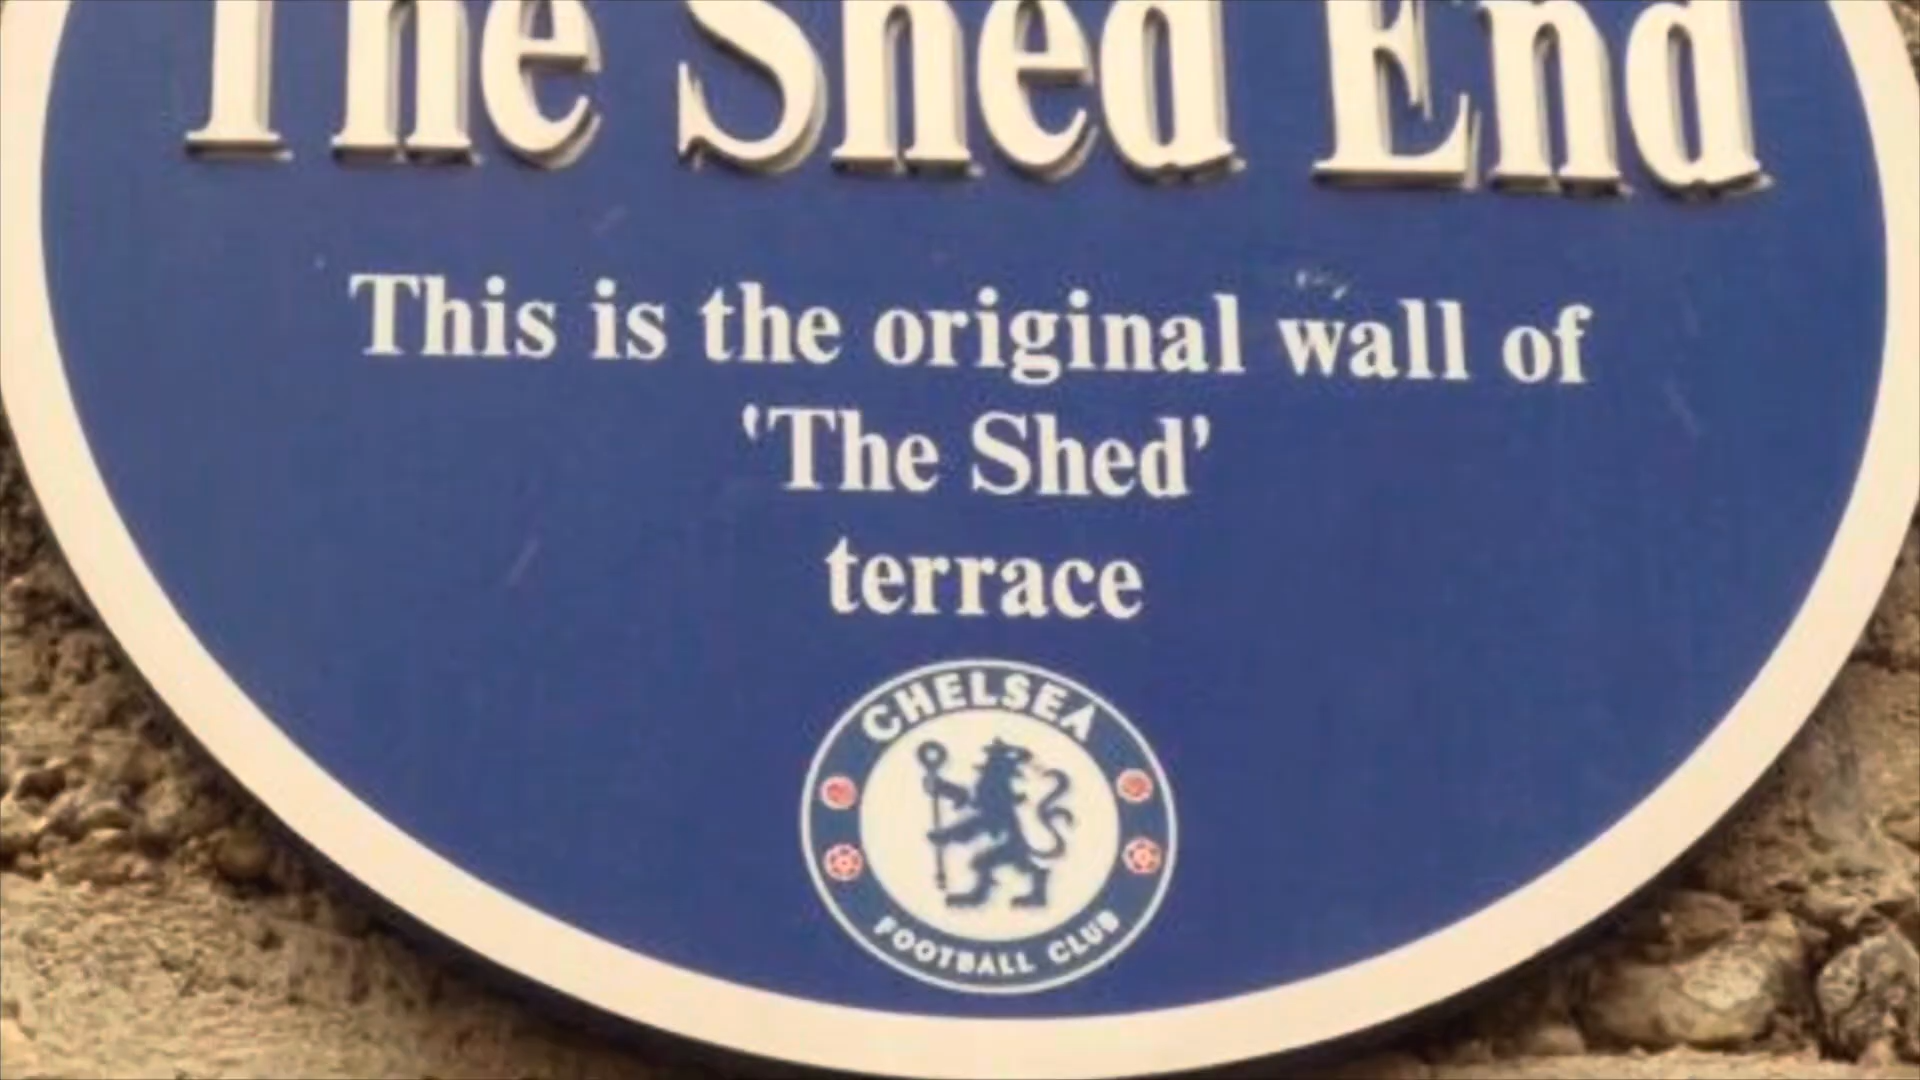 The Shed End
This is the original wall of
'The Shed'
terrace
CHELSEA
FOOTBALL CLUB